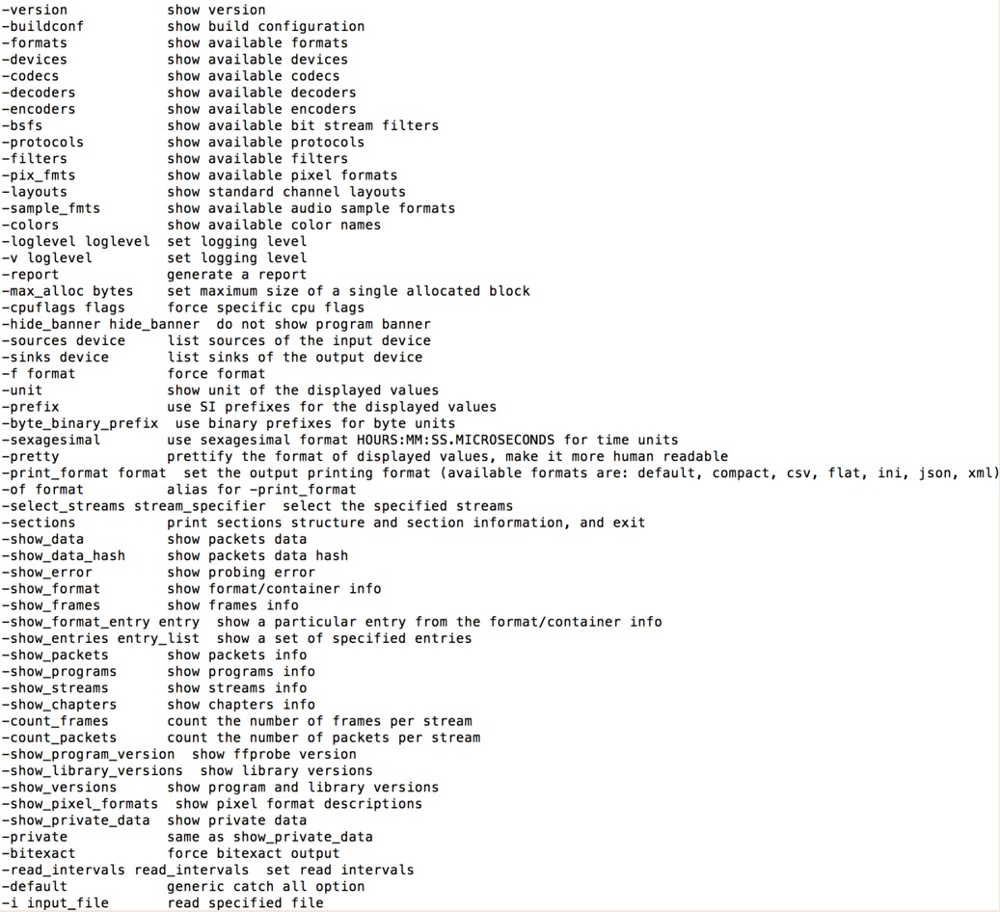 -version            show version
-buildconf          show build configuration
-formats            show available formats
-devices            show available devices
-codecs             show available codecs
-decoders           show available decoders
-encoders           show available encoders
-bsfs               show available bit stream filters
-protocols          show available protocols
-filters            show available filters
-pix_fmts           show available pixel formats
-layouts            show standard channel layouts
-sample_fmts        show available audio sample formats
-colors             show available color names
-loglevel loglevel  set logging level
-v loglevel         set logging level
-report             generate a report
-max_alloc bytes    set maximum size of a single allocated block
-cpuflags flags     force specific cpu flags
-hide_banner hide_banner  do not show program banner
-sources device     list sources of the input device
-sinks device       list sinks of the output device
-f format           force format
-unit               show unit of the displayed values
-prefix             use SI prefixes for the displayed values
-byte_binary_prefix  use binary prefixes for byte units
-sexagesimal        use sexagesimal format HOURS:MM:SS.MICROSECONDS for time units
-pretty             prettify the format of displayed values, make it more human readable
-print_format format  set the output printing format (available formats are: default, compact, csv, flat, ini, json, xml)
-of format          alias for -print_format
-select_streams stream_specifier  select the specified streams
-sections           print sections structure and section information, and exit
-show_data          show packets data
-show_data_hash     show packets data hash
-show_error         show probing error
-show_format        show format/container info
-show_frames        show frames info
-show_format_entry entry  show a particular entry from the format/container info
-show_entries entry_list  show a set of specified entries
-show_packets       show packets info
-show_programs      show programs info
-show_streams       show streams info
-show_chapters      show chapters info
-count_frames       count the number of frames per stream
-count_packets      count the number of packets per stream
-show_program_version  show ffprobe version
-show_library_versions  show library versions
-show_versions      show program and library versions
-show_pixel_formats  show pixel format descriptions
-show_private_data  show private data
-private            same as show_private_data
-bitexact           force bitexact output
-read_intervals read_intervals  set read intervals
-default            generic catch all option
-i input_file       read specified file